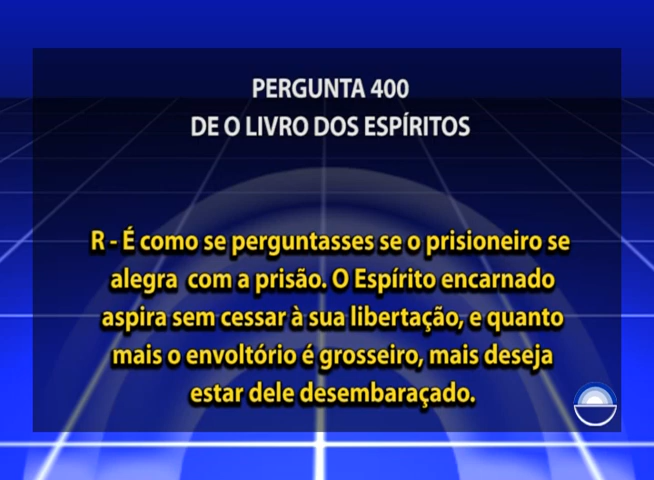 PERGUNTA 400
DE O LIVRO DOS ESPÍRITOS
R - É como se perguntasses se o prisioneiro se
alegra com a prisão. O Espírito encarnado
aspira sem cessar à sua libertação, e quanto
mais o envoltório é grosseiro, mais deseja
estar dele desembaraçado.